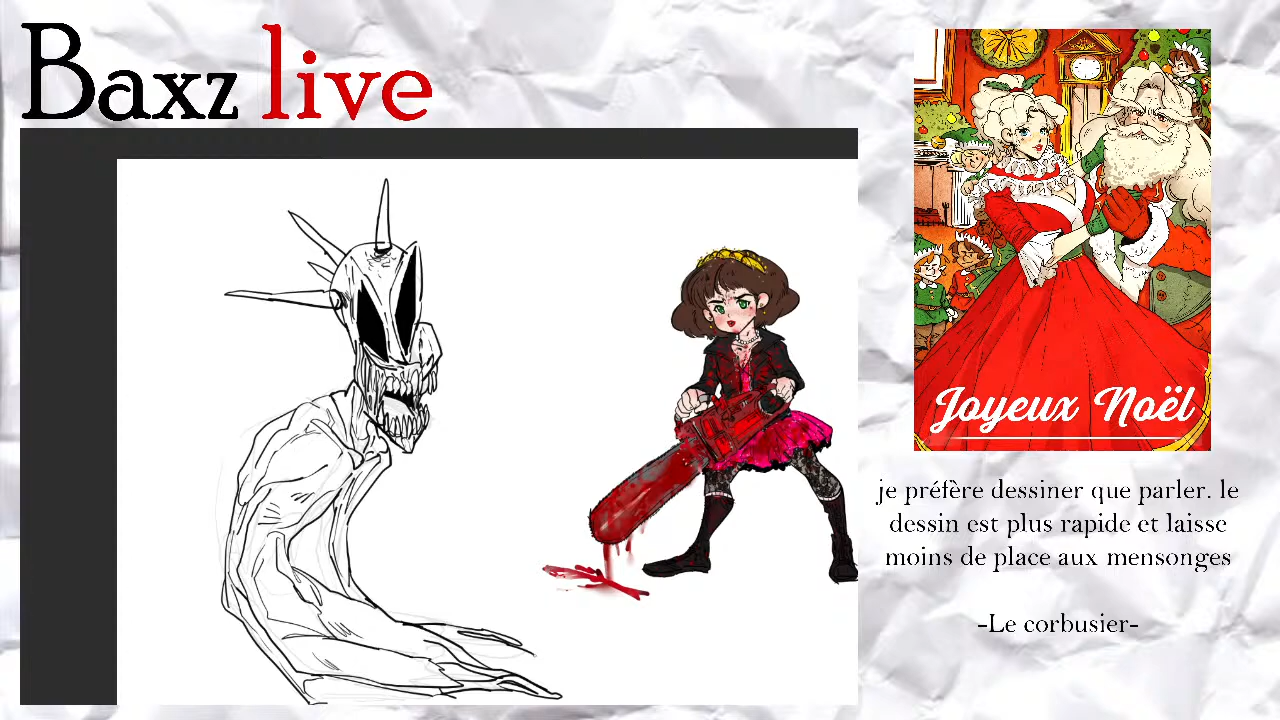 Baxz live
Joyeux Noël
je préfère dessiner que parler. le
dessin est plus rapide et laisse
moins de place aux mensonges
-Le corbusier-